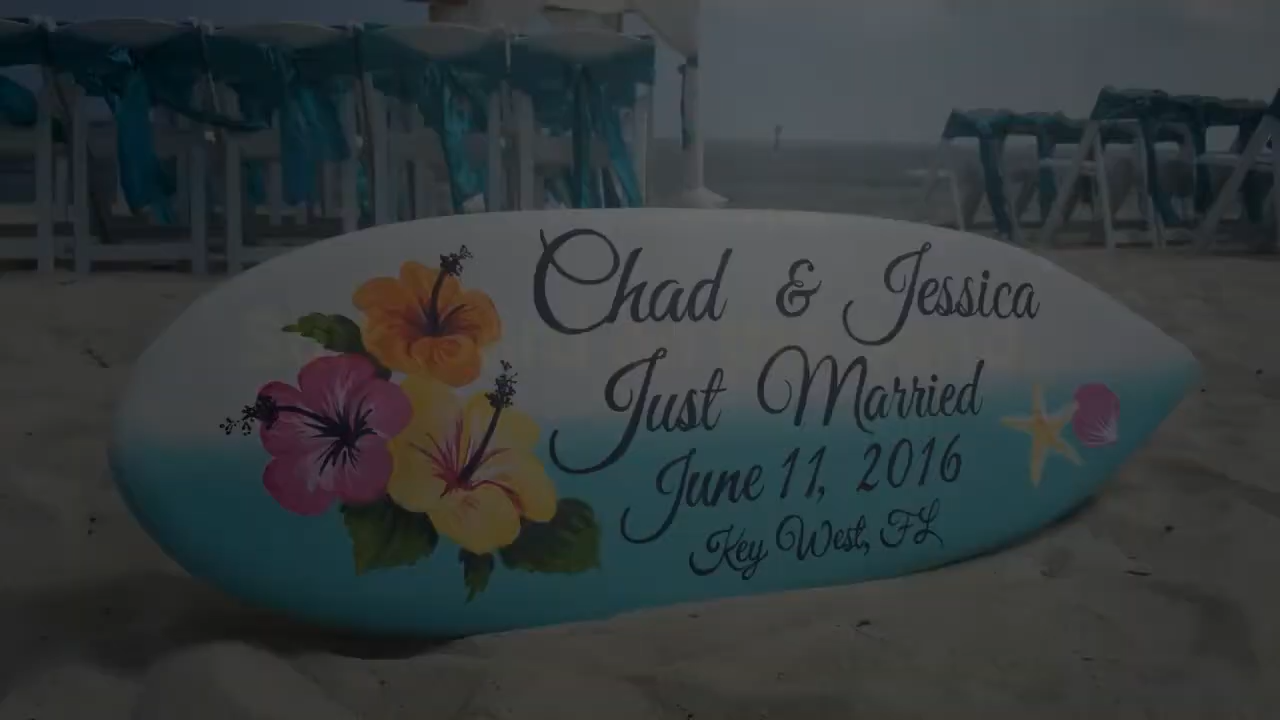 Chad & Jessica
Just Married
June 11, 2016
Key West, FL